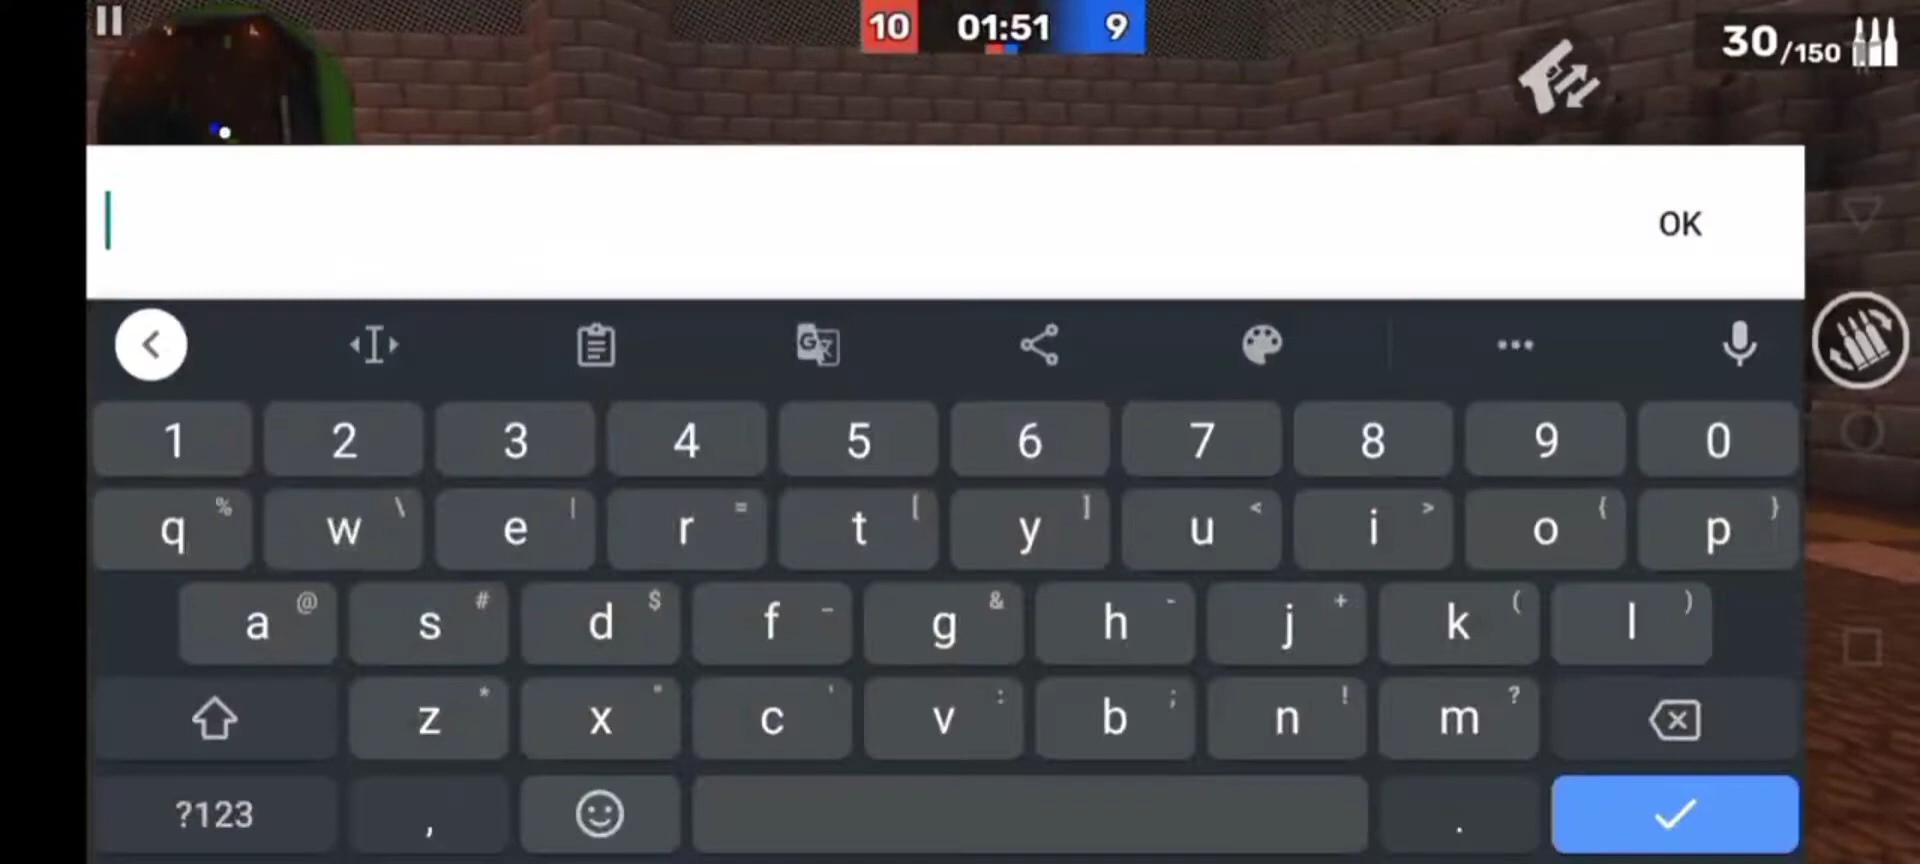 10 01:51 9
30/150
OK
1 2 3 4 5 6 7 8 9 0
q % w \ e | r = t [ y ] u < i > o { p }
a @ s # d $ f _ g & h - j + k ( l )
z * x " c ' v : b ; n ! m ?
?123 , .